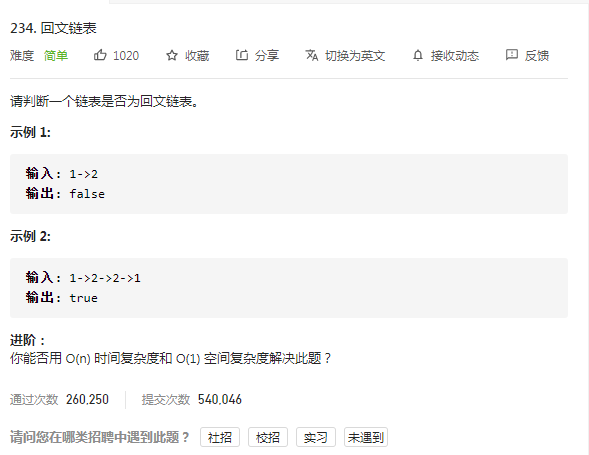 234. 回文链表
难度 简单 1020 收藏 分享 切换为英文 接收动态 反馈
请判断一个链表是否为回文链表。
示例 1:
输入: 1->2
输出: false
示例 2:
输入: 1->2->2->1
输出: true
进阶：
你能否用 O(n) 时间复杂度和 O(1) 空间复杂度解决此题？
通过次数 260,250 提交次数 540,046
请问您在哪类招聘中遇到此题？ 社招 校招 实习 未遇到